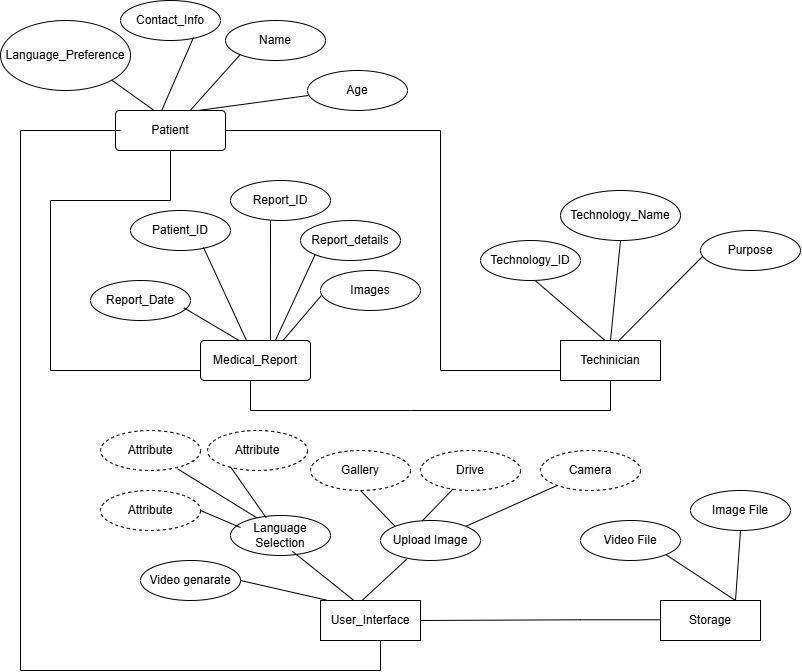 Contact_Info
Name
Language_Preference
Age
Patient
Report_ID
Technology_Name
Patient_ID
Report_details
Purpose
Technology_ID
Images
Report_Date
Medical_Report
Techinician
Attribute
Attribute
Gallery
Drive
Camera
Attribute
Image File
Language
Selection
Upload Image
Video File
Video genarate
User_Interface
Storage